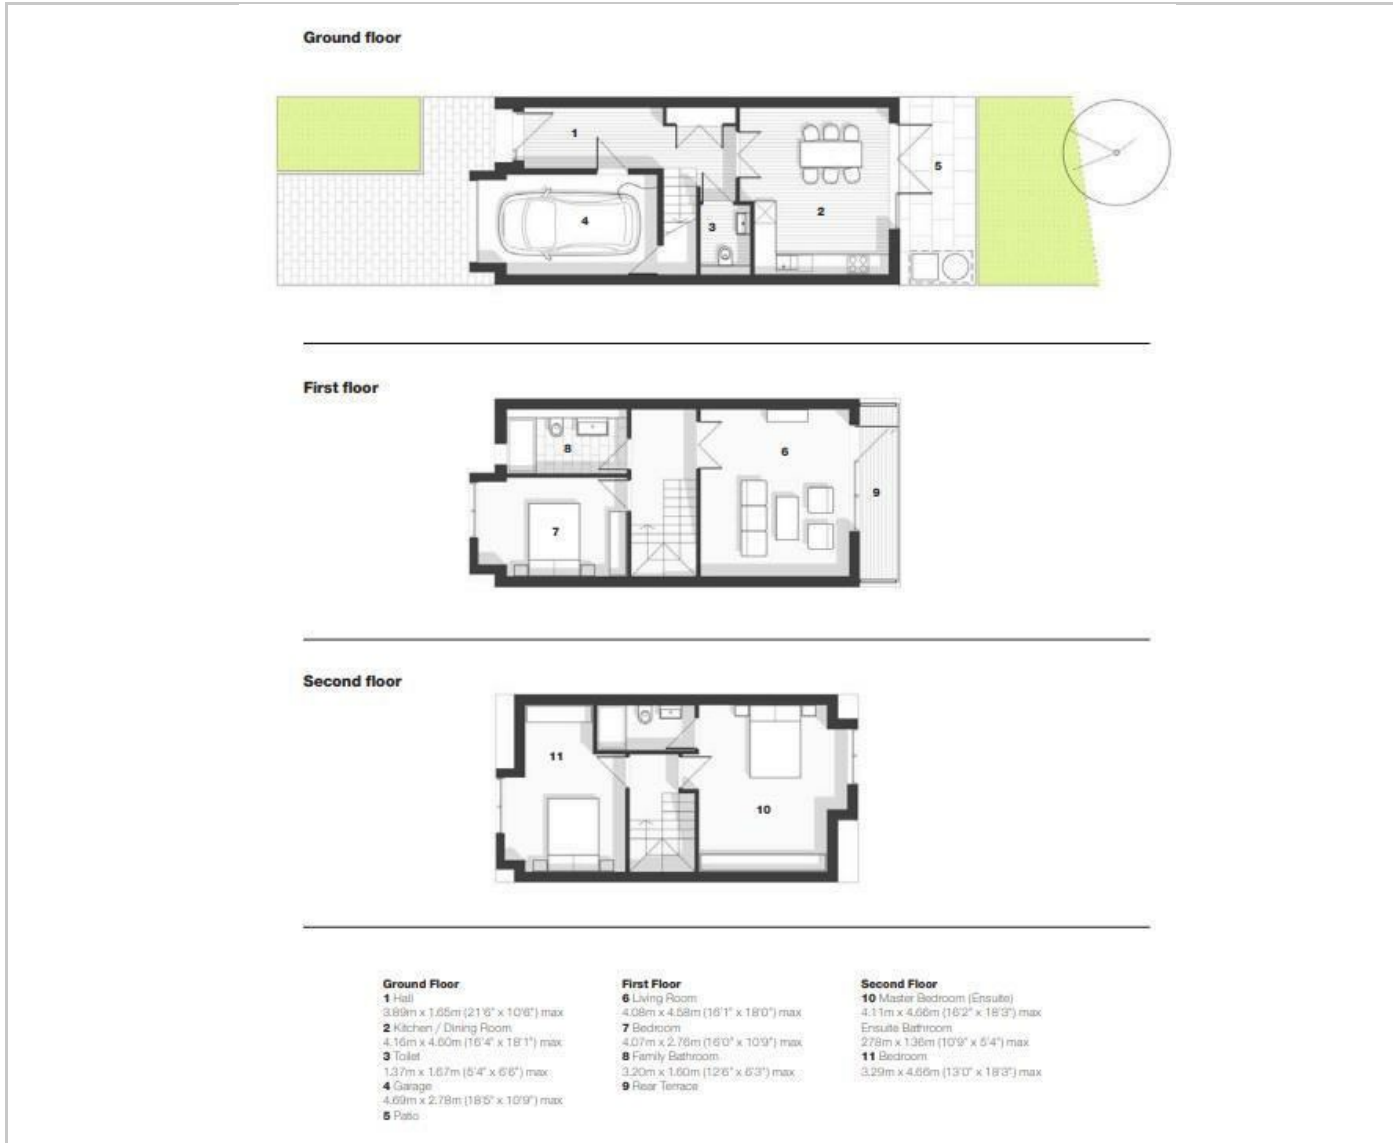 Ground floor
1
2
3
4
5
First floor
6
7
8
9
Second floor
10
11
Ground Floor
1 Hall
3.89m x 1.65m (21'6" x 10'6") max
2 Kitchen / Dining Room
4.16m x 4.60m (16'4" x 18'1") max
3 Toilet
1.37m x 1.67m (5'4" x 6'6") max
4 Garage
4.69m x 2.78m (18'5" x 10'9") max
5 Patio
First Floor
6 Living Room
4.08m x 4.58m (16'1" x 18'0") max
7 Bedroom
4.07m x 2.76m (16'0" x 10'9") max
8 Family Bathroom
3.20m x 1.60m (12'6" x 6'3") max
9 Rear Terrace
Second Floor
10 Master Bedroom (Ensuite)
4.11m x 4.66m (16'2" x 18'3") max
Ensuite Bathroom
278m x 136m (10'9" x 5'4") max
11 Bedroom
3.29m x 4.66m (13'0" x 18'3") max